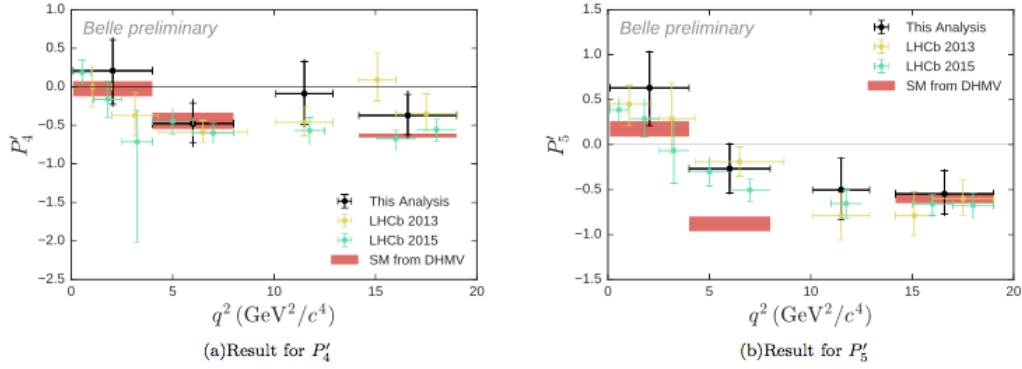 Belle preliminary
This Analysis
LHCb 2013
LHCb 2015
SM from DHMV
P′4
1.0
0.5
0.0
−0.5
−1.0
−1.5
−2.0
−2.5
0 5 10 15 20
q² (GeV²/c⁴)
(a)Result for P′4
Belle preliminary
This Analysis
LHCb 2013
LHCb 2015
SM from DHMV
P′5
1.5
1.0
0.5
0.0
−0.5
−1.0
−1.5
0 5 10 15 20
q² (GeV²/c⁴)
(b)Result for P′5